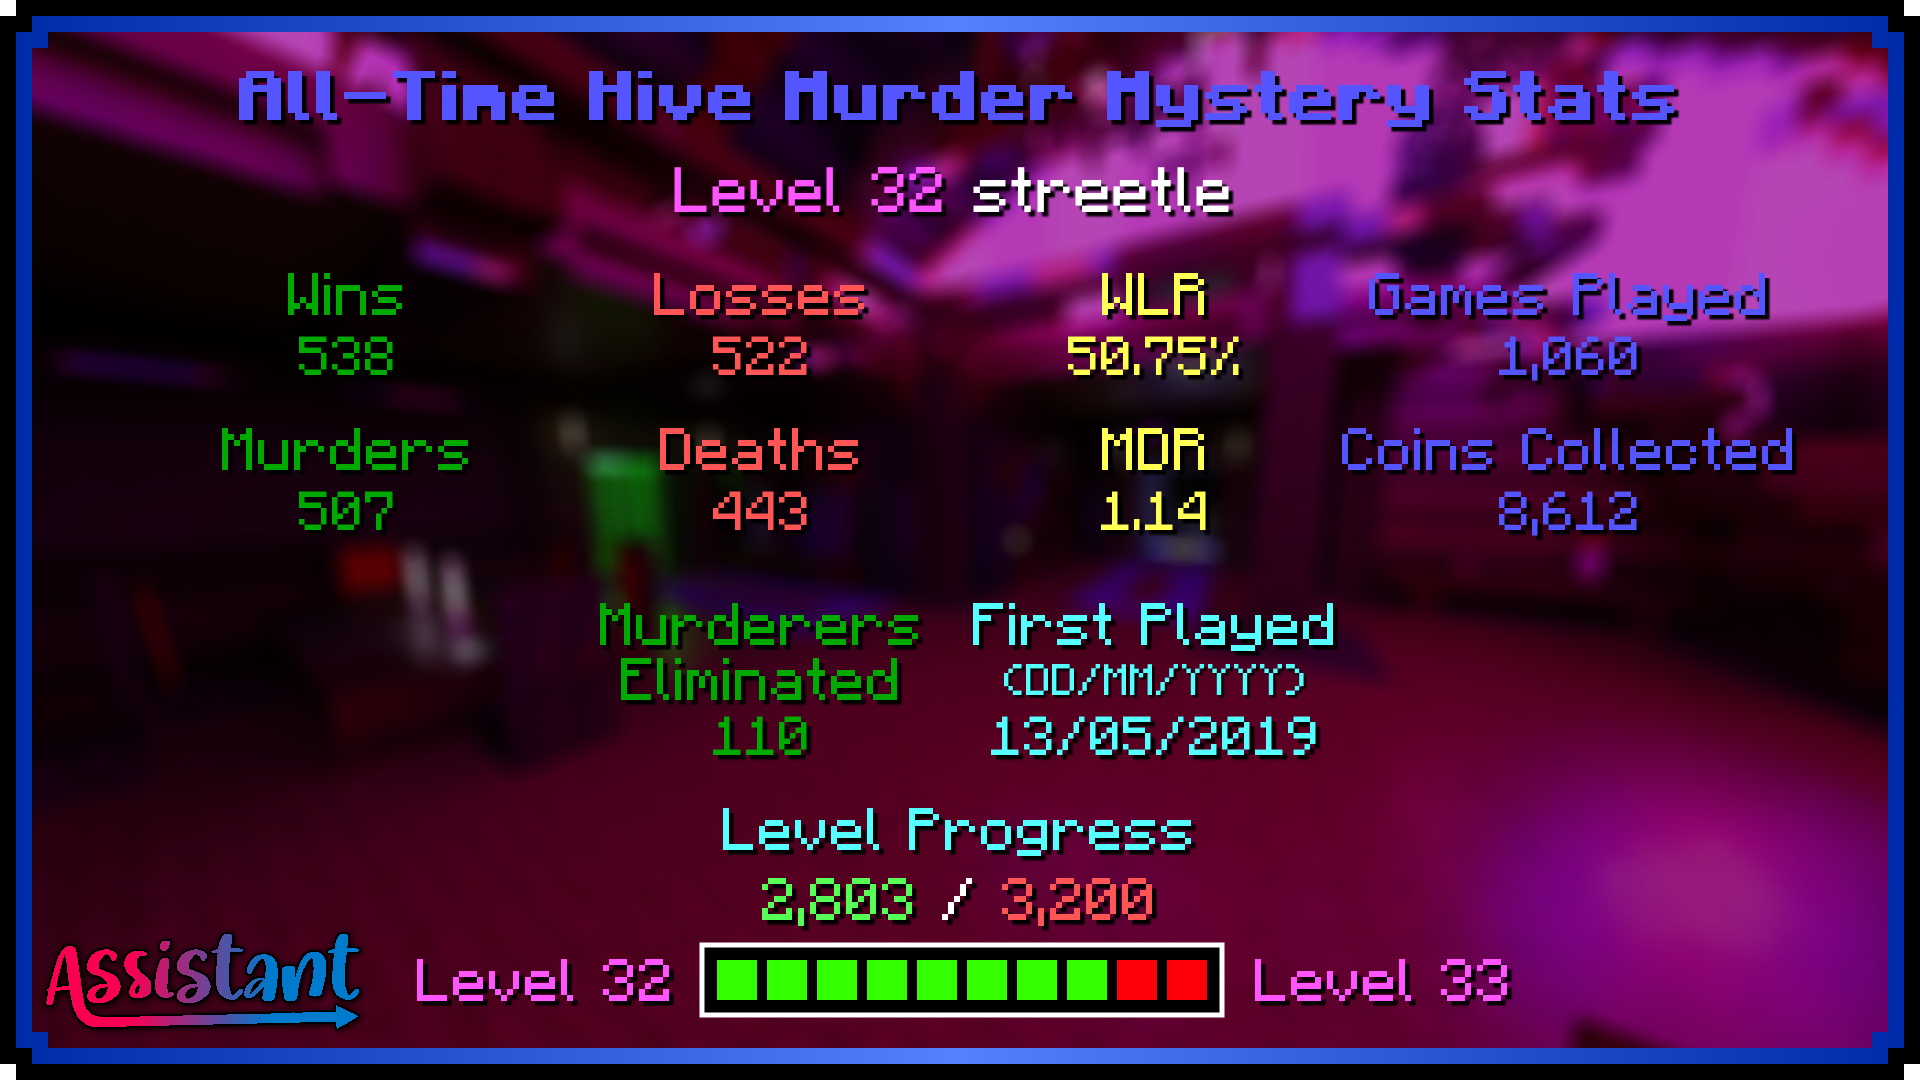 All-Time Hive Murder Mystery Stats
Level 32 streetle
Wins Losses WLR Games Played
538 522 50.75% 1,060
Murders Deaths MDR Coins Collected
507 443 1.14 8,612
Murderers First Played
Eliminated (DD/MM/YYYY)
110 13/05/2019
Level Progress
2,803 / 3,200
Assistant Level 32 Level 33